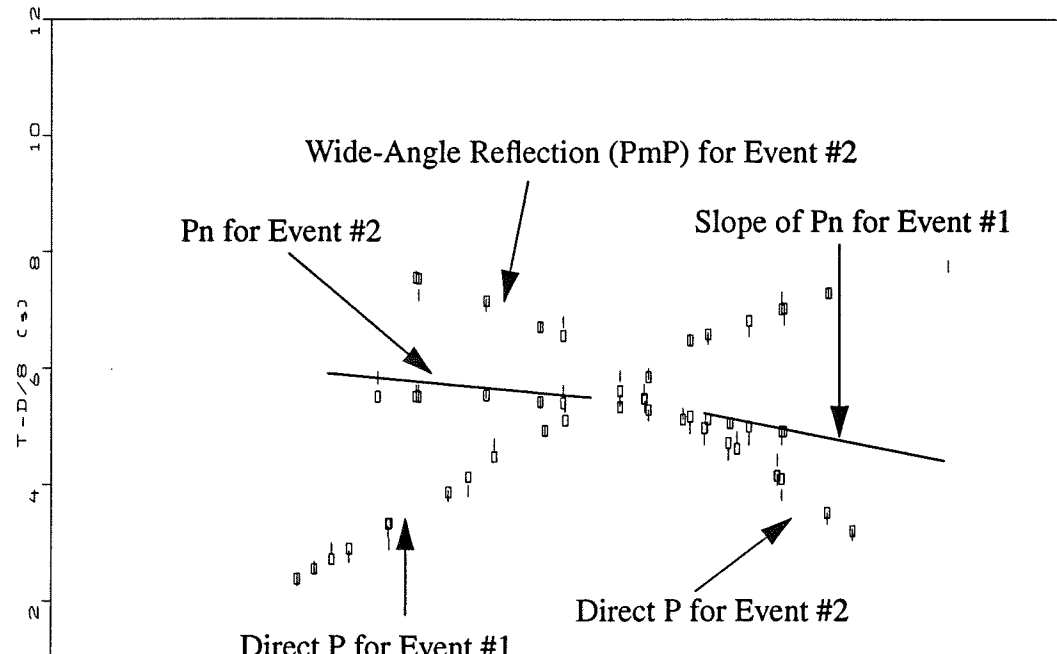 12
10
Wide-Angle Reflection (PmP) for Event #2
Slope of Pn for Event #1
Pn for Event #2
8
T-D/8 (s)
6
4
Direct P for Event #2
2
Direct P for Event #1